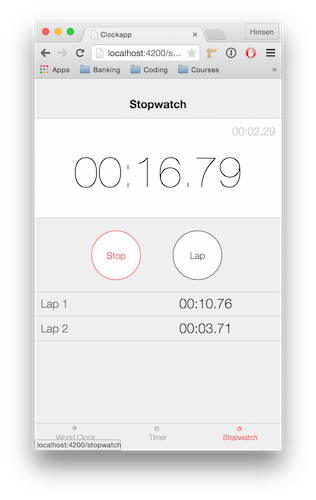 Clockapp
Hinsen
localhost:4200/s...
Apps Banking Coding Courses »
Stopwatch
00:02.29
00:16.79
Stop Lap
Lap 1 00:10.76
Lap 2 00:03.71
World Clock Timer Stopwatch
localhost:4200/stopwatch